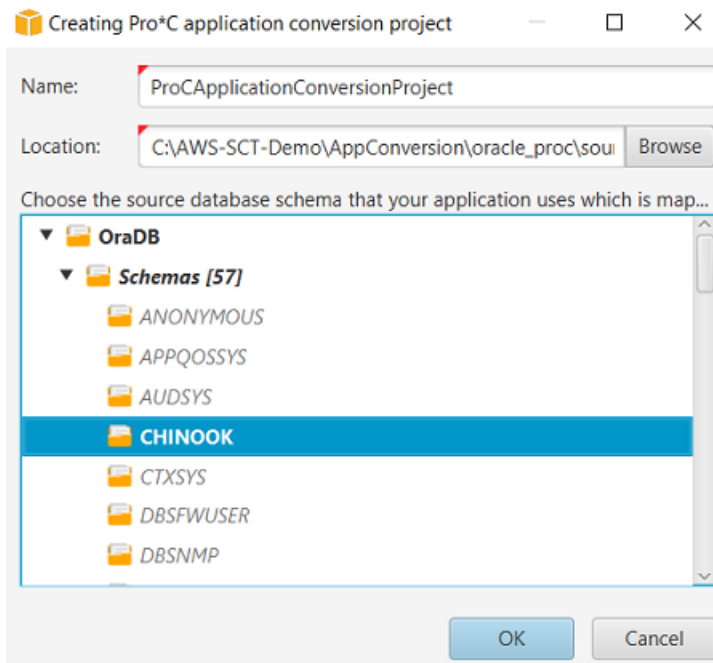 Creating Pro*C application conversion project
Name: ProCApplicationConversionProject
Location: C:\AWS-SCT-Demo\AppConversion\oracle_proc\sou Browse
Choose the source database schema that your application uses which is map...
OraDB
Schemas [57]
ANONYMOUS
APPQOSSYS
AUDSYS
CHINOOK
CTXSYS
DBSFWUSER
DBSNMP
OK Cancel